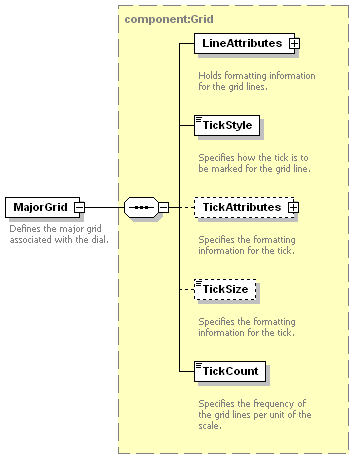 component:Grid
LineAttributes
Holds formatting information
for the grid lines.
TickStyle
Specifies how the tick is to
be marked for the grid line.
MajorGrid
Defines the major grid
associated with the dial.
TickAttributes
Specifies the formatting
information for the tick.
TickSize
Specifies the formatting
information for the tick.
TickCount
Specifies the frequency of
the grid lines per unit of the
scale.